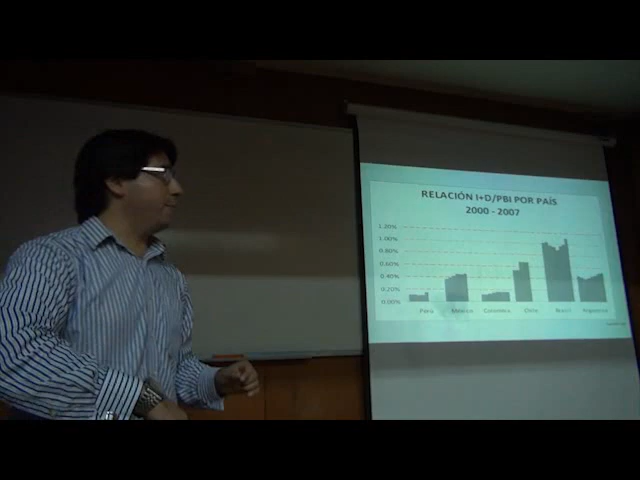 RELACIÓN I+D/PBI POR PAÍS
2000 - 2007
1.20%
1.00%
0.80%
0.60%
0.40%
0.20%
0.00%
Perú México Colombia Chile Brasil Argentina